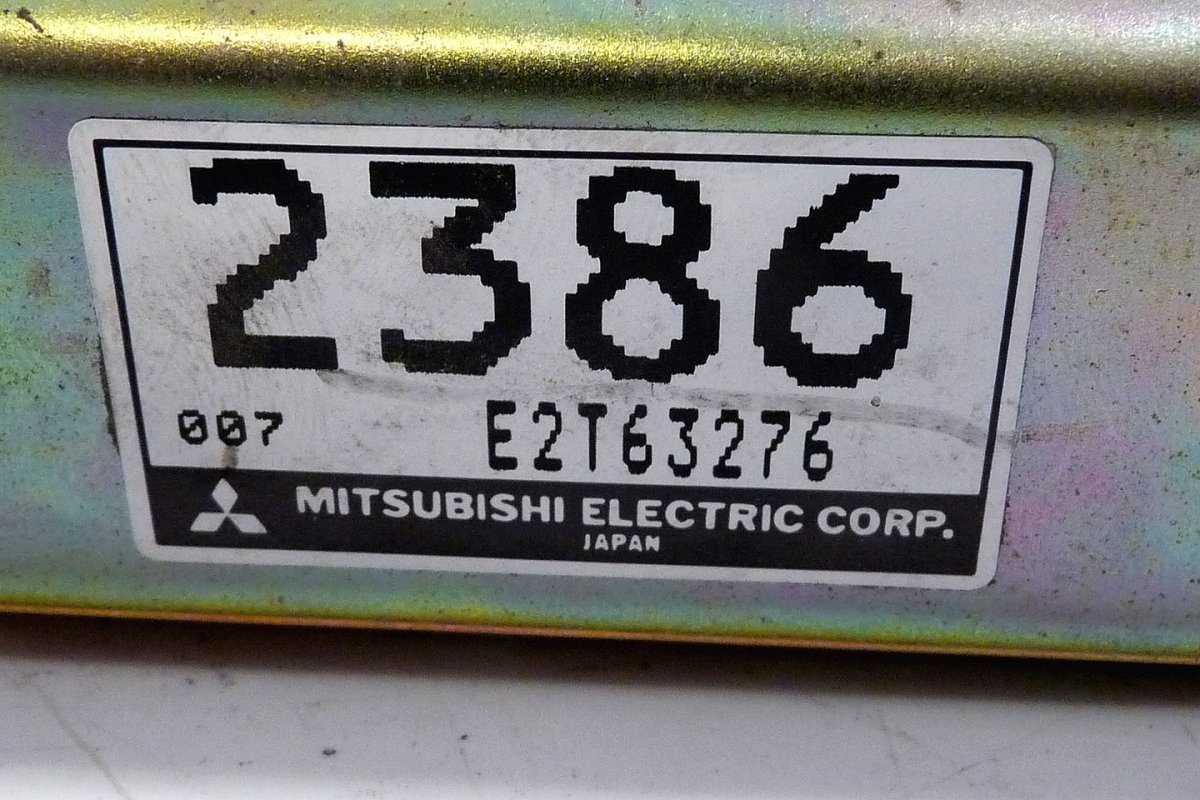 2386
007 E2T63276
MITSUBISHI ELECTRIC CORP.
JAPAN